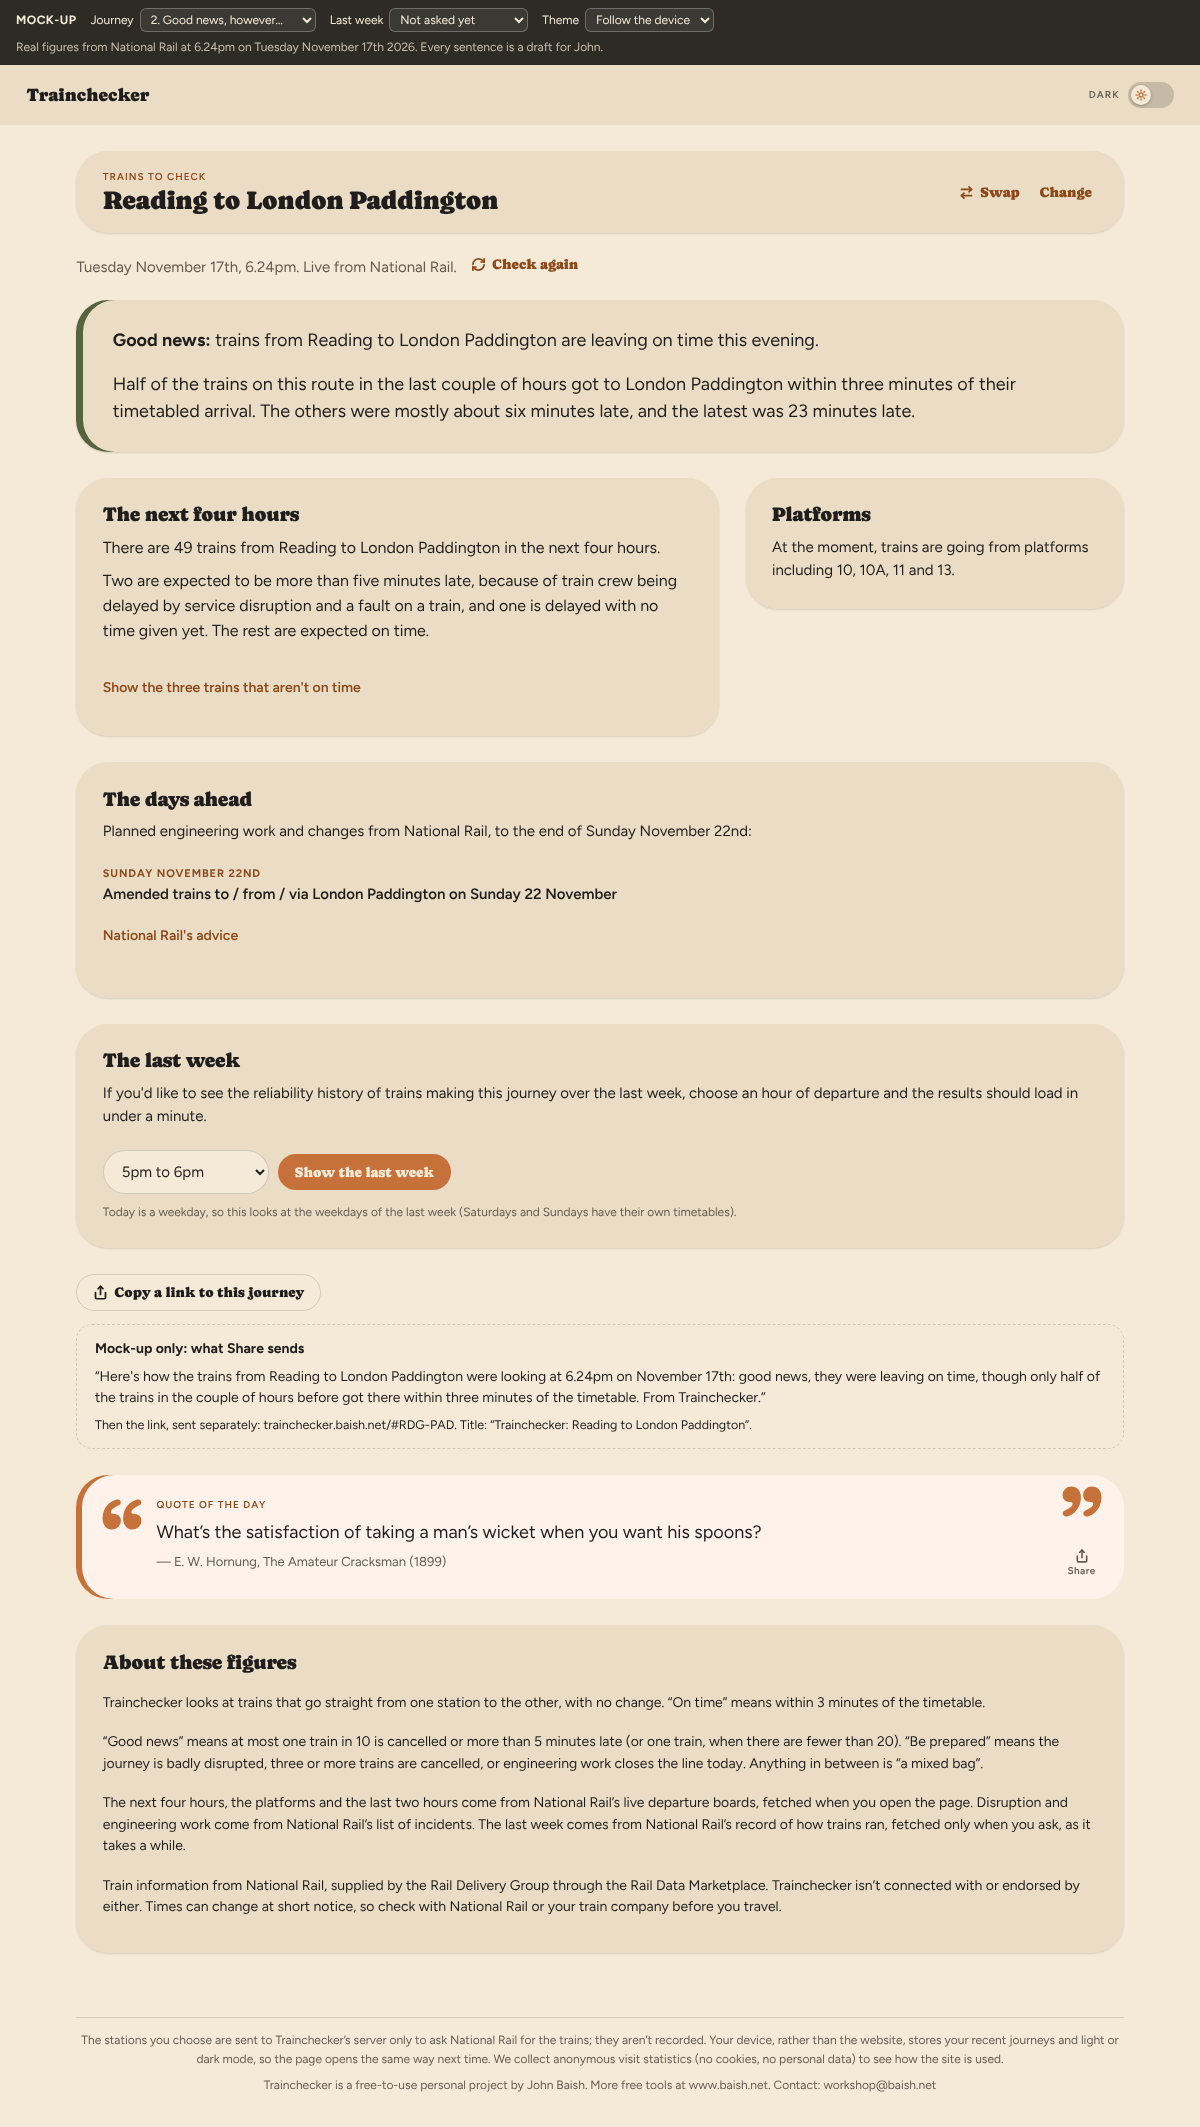 MOCK-UP Journey 2. Good news, however... Last week Not asked yet Theme Follow the device
Real figures from National Rail at 6.24pm on Tuesday November 17th 2026. Every sentence is a draft for John.
Trainchecker
DARK
TRAINS TO CHECK
Reading to London Paddington
Swap Change
Tuesday November 17th, 6.24pm. Live from National Rail. Check again
Good news: trains from Reading to London Paddington are leaving on time this evening.
Half of the trains on this route in the last couple of hours got to London Paddington within three minutes of their
timetabled arrival. The others were mostly about six minutes late, and the latest was 23 minutes late.
The next four hours
There are 49 trains from Reading to London Paddington in the next four hours.
Two are expected to be more than five minutes late, because of train crew being
delayed by service disruption and a fault on a train, and one is delayed with no
time given yet. The rest are expected on time.
Show the three trains that aren't on time
Platforms
At the moment, trains are going from platforms
including 10, 10A, 11 and 13.
The days ahead
Planned engineering work and changes from National Rail, to the end of Sunday November 22nd:
SUNDAY NOVEMBER 22ND
Amended trains to / from / via London Paddington on Sunday 22 November
National Rail's advice
The last week
If you'd like to see the reliability history of trains making this journey over the last week, choose an hour of departure and the results should load in
under a minute.
5pm to 6pm Show the last week
Today is a weekday, so this looks at the weekdays of the last week (Saturdays and Sundays have their own timetables).
Copy a link to this journey
Mock-up only: what Share sends
“Here's how the trains from Reading to London Paddington were looking at 6.24pm on November 17th: good news, they were leaving on time, though only half of
the trains in the couple of hours before got there within three minutes of the timetable. From Trainchecker.”
Then the link, sent separately: trainchecker.baish.net/#RDG-PAD. Title: “Trainchecker: Reading to London Paddington”.
“
QUOTE OF THE DAY
What’s the satisfaction of taking a man’s wicket when you want his spoons?
— E. W. Hornung, The Amateur Cracksman (1899)
”
Share
About these figures
Trainchecker looks at trains that go straight from one station to the other, with no change. “On time” means within 3 minutes of the timetable.
“Good news” means at most one train in 10 is cancelled or more than 5 minutes late (or one train, when there are fewer than 20). “Be prepared” means the
journey is badly disrupted, three or more trains are cancelled, or engineering work closes the line today. Anything in between is “a mixed bag”.
The next four hours, the platforms and the last two hours come from National Rail’s live departure boards, fetched when you open the page. Disruption and
engineering work come from National Rail’s list of incidents. The last week comes from National Rail’s record of how trains ran, fetched only when you ask, as it
takes a while.
Train information from National Rail, supplied by the Rail Delivery Group through the Rail Data Marketplace. Trainchecker isn’t connected with or endorsed by
either. Times can change at short notice, so check with National Rail or your train company before you travel.
The stations you choose are sent to Trainchecker’s server only to ask National Rail for the trains; they aren’t recorded. Your device, rather than the website, stores your recent journeys and light or
dark mode, so the page opens the same way next time. We collect anonymous visit statistics (no cookies, no personal data) to see how the site is used.
Trainchecker is a free-to-use personal project by John Baish. More free tools at www.baish.net. Contact: workshop@baish.net